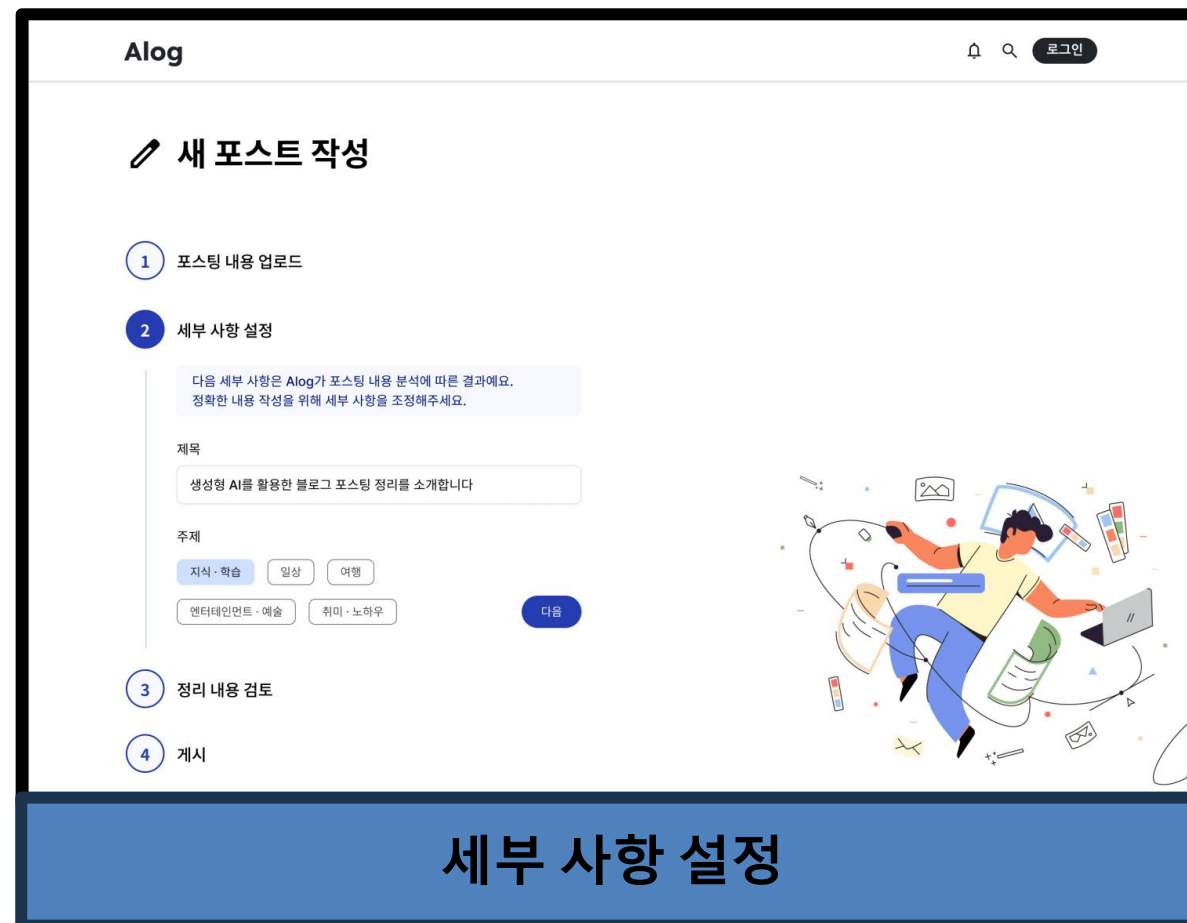 Alog
로그인
새 포스트 작성
1 포스팅 내용 업로드
2 세부 사항 설정
다음 세부 사항은 Alog가 포스팅 내용 분석에 따른 결과예요.
정확한 내용 작성을 위해 세부 사항을 조정해주세요.
제목
생성형 AI를 활용한 블로그 포스팅 정리를 소개합니다
주제
지식 · 학습 일상 여행
엔터테인먼트 · 예술 취미 · 노하우 다음
3 정리 내용 검토
4 게시
세부 사항 설정